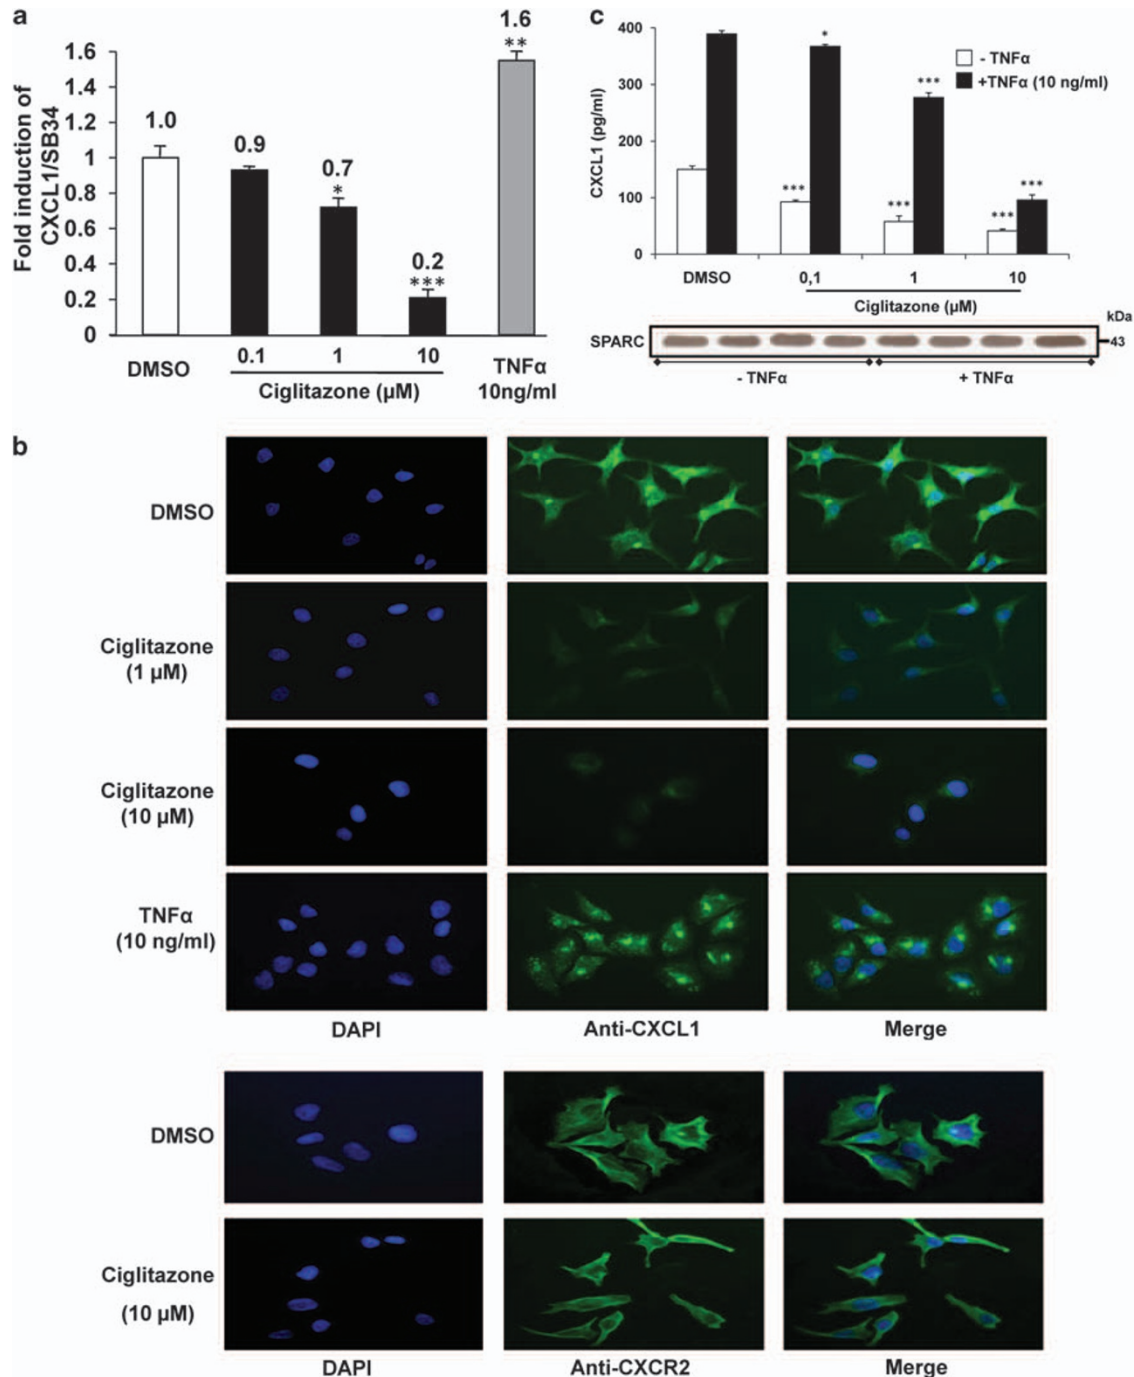 a
Fold induction of
CXCL1/SB34
1.6
1.4
1.2
1
0.8
0.6
0.4
0.2
0
1.0
0.9
0.7
*
0.2
***
1.6
**
DMSO
0.1
1
10
Ciglitazone (µM)
TNFα
10ng/ml
c
CXCL1 (pg/ml)
400
300
200
100
0
- TNFα
+TNFα (10 ng/ml)
*
***
***
***
***
***
DMSO
0,1
1
10
Ciglitazone (µM)
kDa
SPARC
43
- TNFα
+ TNFα
b
DMSO
Ciglitazone
(1 µM)
Ciglitazone
(10 µM)
TNFα
(10 ng/ml)
DAPI
Anti-CXCL1
Merge
DMSO
Ciglitazone
(10 µM)
DAPI
Anti-CXCR2
Merge